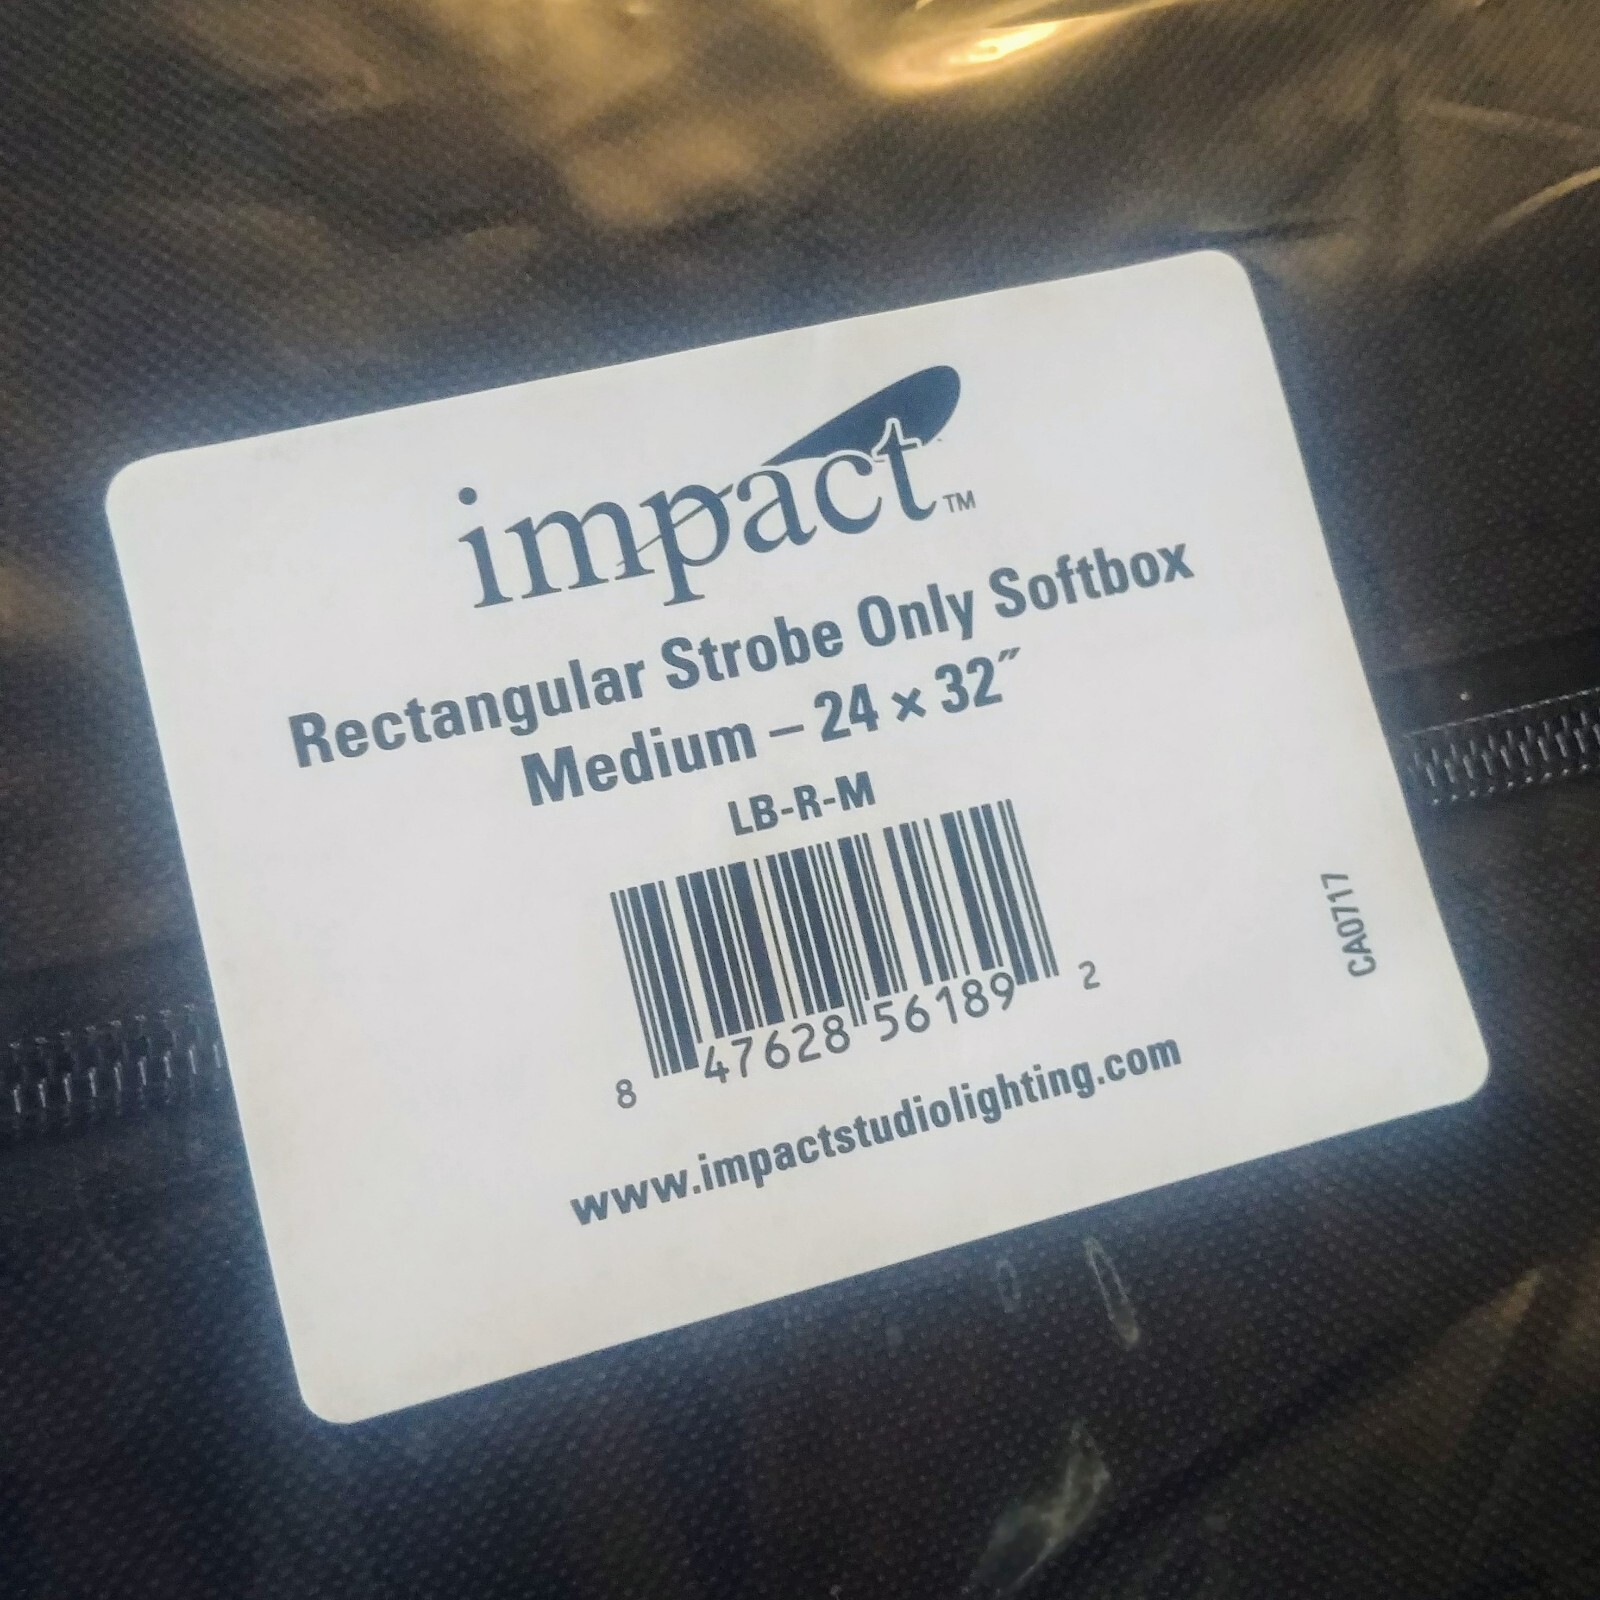 impact™
Rectangular Strobe Only Softbox
Medium – 24 × 32″
LB-R-M
8 47628 56189 2
CA0717
www.impactstudiolighting.com